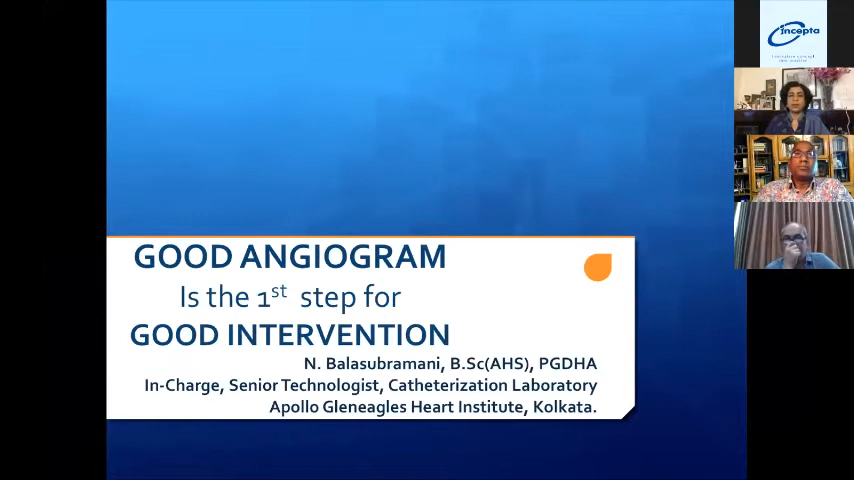 GOOD ANGIOGRAM
Is the 1st step for
GOOD INTERVENTION
N. Balasubramani, B.Sc(AHS), PGDHA
In-Charge, Senior Technologist, Catheterization Laboratory
Apollo Gleneagles Heart Institute, Kolkata.
incepta